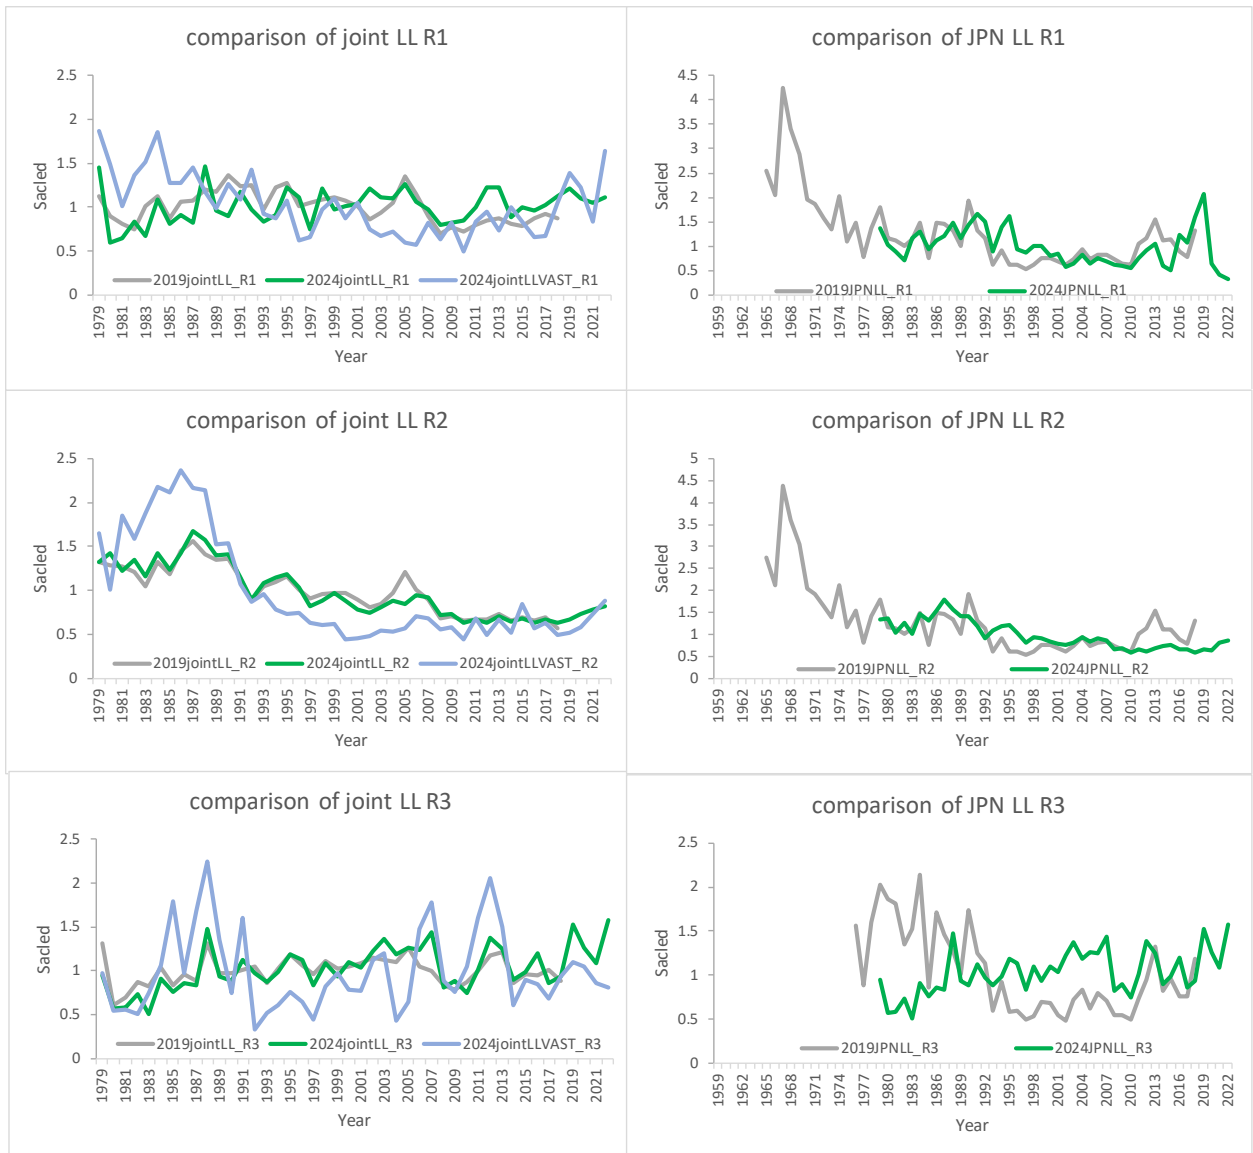 comparison of joint LL R1
Sacled
2.5
2
1.5
1
0.5
0
2019jointLL_R1 2024jointLL_R1 2024jointLLVAST_R1
1979 1981 1983 1985 1987 1989 1991 1993 1995 1997 1999 2001 2003 2005 2007 2009 2011 2013 2015 2017 2019 2021
Year
comparison of JPN LL R1
Sacled
4.5
4
3.5
3
2.5
2
1.5
1
0.5
0
2019JPNLL_R1 2024JPNLL_R1
1959 1962 1965 1968 1971 1974 1977 1980 1983 1986 1989 1992 1995 1998 2001 2004 2007 2010 2013 2016 2019 2022
Year
comparison of joint LL R2
Sacled
2.5
2
1.5
1
0.5
0
2019jointLL_R2 2024jointLL_R2 2024jointLLVAST_R2
1979 1981 1983 1985 1987 1989 1991 1993 1995 1997 1999 2001 2003 2005 2007 2009 2011 2013 2015 2017 2019 2021
Year
comparison of JPN LL R2
Sacled
5
4.5
4
3.5
3
2.5
2
1.5
1
0.5
0
2019JPNLL_R2 2024JPNLL_R2
1959 1962 1965 1968 1971 1974 1977 1980 1983 1986 1989 1992 1995 1998 2001 2004 2007 2010 2013 2016 2019 2022
Year
comparison of joint LL R3
Sacled
2.5
2
1.5
1
0.5
0
2019jointLL_R3 2024jointLL_R3 2024jointLLVAST_R3
1979 1981 1983 1985 1987 1989 1991 1993 1995 1997 1999 2001 2003 2005 2007 2009 2011 2013 2015 2017 2019 2021
Year
comparison of JPN LL R3
Sacled
2.5
2
1.5
1
0.5
0
2019JPNLL_R3 2024JPNLL_R3
1959 1962 1965 1968 1971 1974 1977 1980 1983 1986 1989 1992 1995 1998 2001 2004 2007 2010 2013 2016 2019 2022
Year